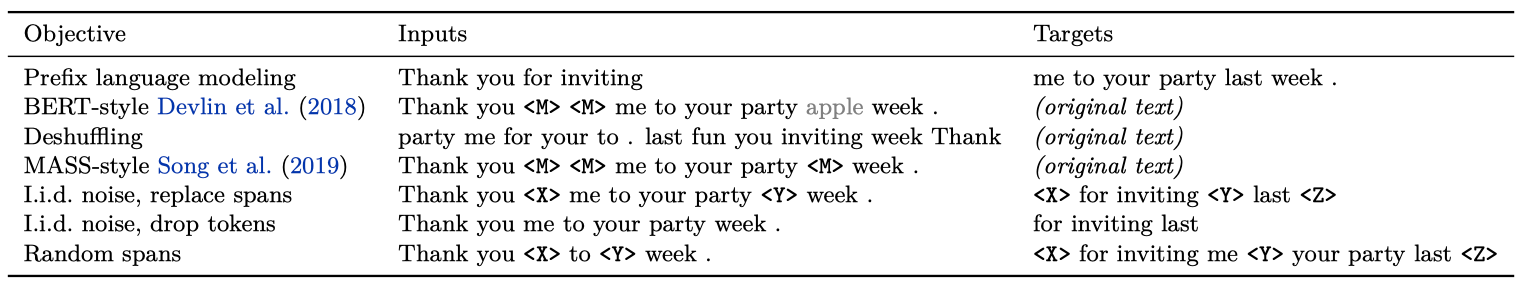 Objective Inputs Targets
Prefix language modeling Thank you for inviting me to your party last week .
BERT-style Devlin et al. (2018) Thank you <M> <M> me to your party apple week . (original text)
Deshuffling party me for your to . last fun you inviting week Thank (original text)
MASS-style Song et al. (2019) Thank you <M> <M> me to your party <M> week . (original text)
I.i.d. noise, replace spans Thank you <X> me to your party <Y> week . <X> for inviting <Y> last <Z>
I.i.d. noise, drop tokens Thank you me to your party week . for inviting last
Random spans Thank you <X> to <Y> week . <X> for inviting me <Y> your party last <Z>